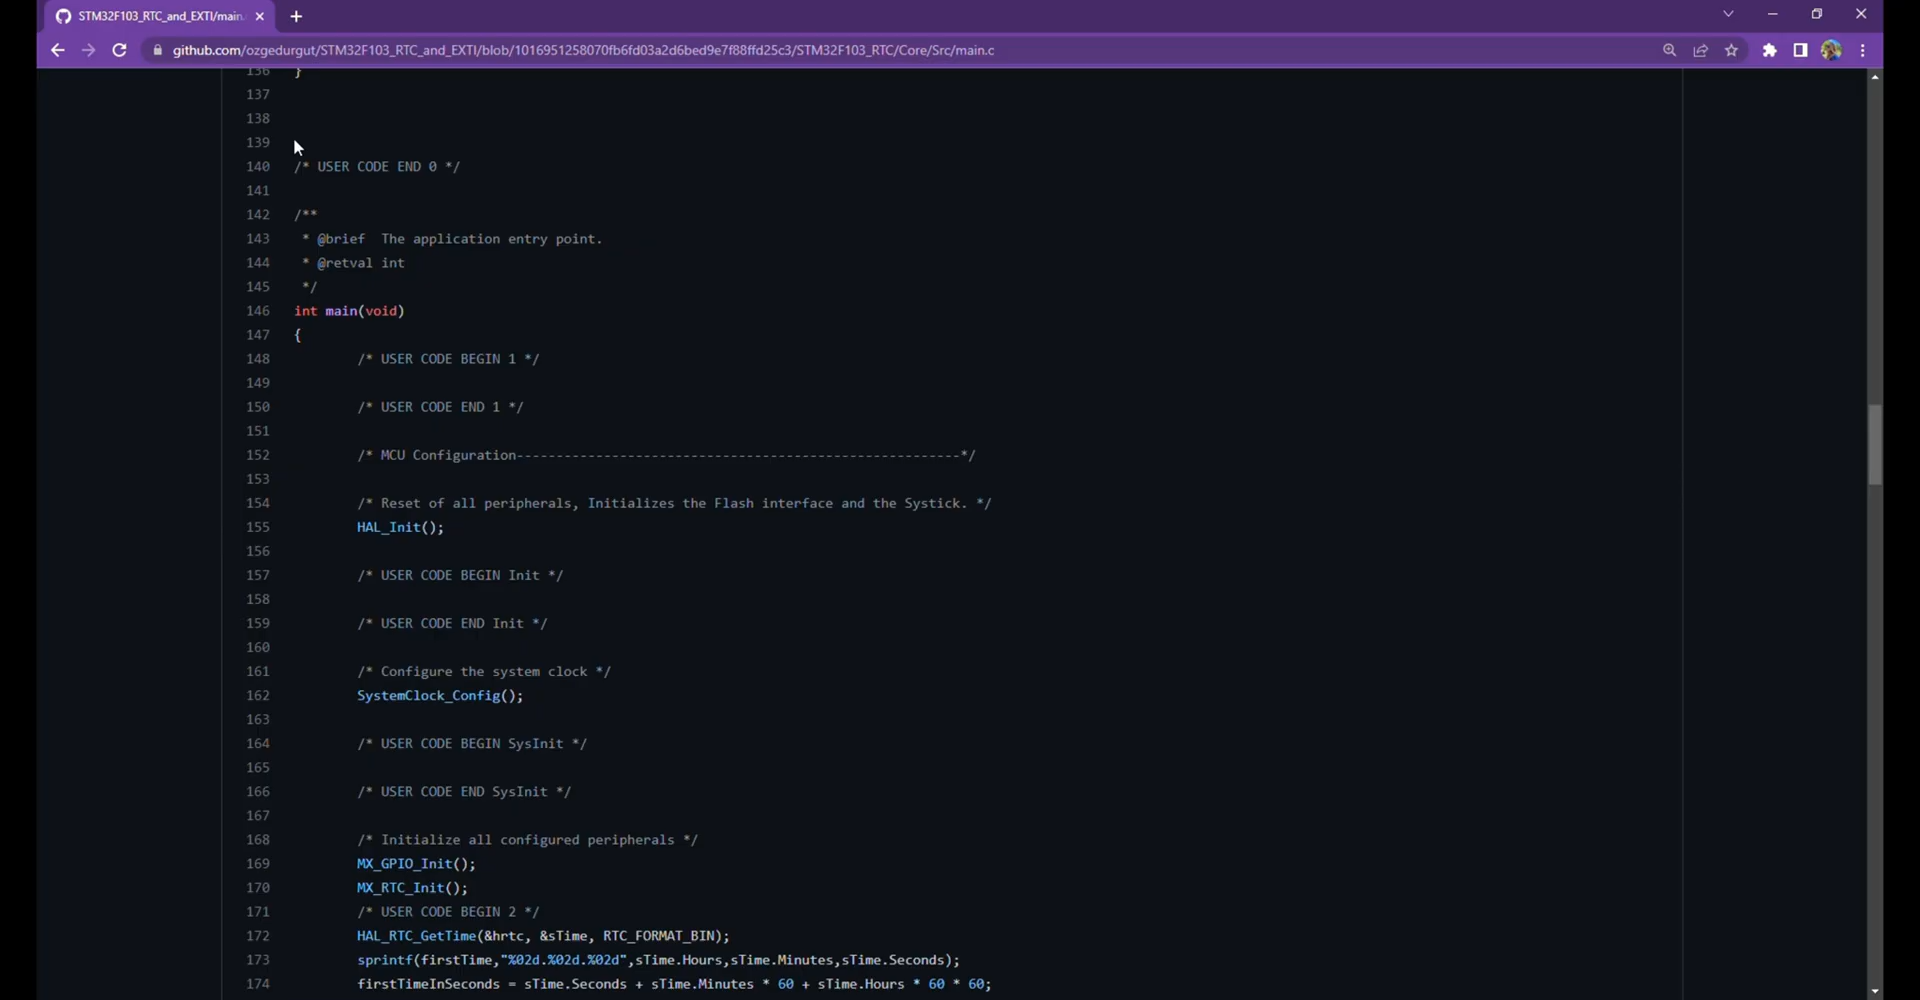 STM32F103_RTC_and_EXTI/main.
github.com/ozgedurgut/STM32F103_RTC_and_EXTI/blob/1016951258070fb6fd03a2d6bed9e7f88ffd25c3/STM32F103_RTC/Core/Src/main.c
136 }
137
138
139
140 /* USER CODE END 0 */
141
142 /**
143 * @brief The application entry point.
144 * @retval int
145 */
146 int main(void)
147 {
148 /* USER CODE BEGIN 1 */
149
150 /* USER CODE END 1 */
151
152 /* MCU Configuration--------------------------------------------------------*/
153
154 /* Reset of all peripherals, Initializes the Flash interface and the Systick. */
155 HAL_Init();
156
157 /* USER CODE BEGIN Init */
158
159 /* USER CODE END Init */
160
161 /* Configure the system clock */
162 SystemClock_Config();
163
164 /* USER CODE BEGIN SysInit */
165
166 /* USER CODE END SysInit */
167
168 /* Initialize all configured peripherals */
169 MX_GPIO_Init();
170 MX_RTC_Init();
171 /* USER CODE BEGIN 2 */
172 HAL_RTC_GetTime(&hrtc, &sTime, RTC_FORMAT_BIN);
173 sprintf(firstTime,"%02d.%02d.%02d",sTime.Hours,sTime.Minutes,sTime.Seconds);
174 firstTimeInSeconds = sTime.Seconds + sTime.Minutes * 60 + sTime.Hours * 60 * 60;